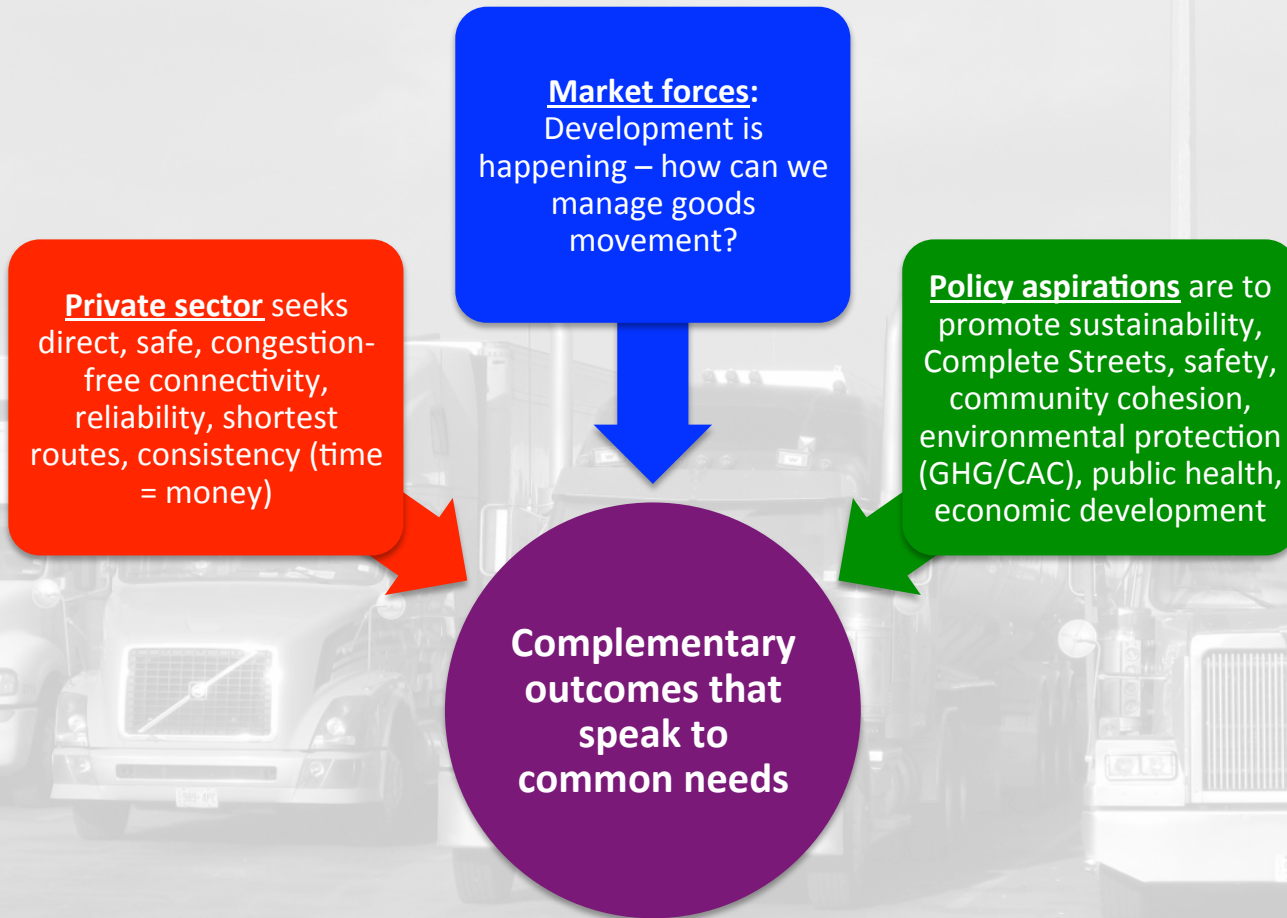 Market forces:
Development is
happening – how can we
manage goods
movement?
Private sector seeks
direct, safe, congestion-
free connectivity,
reliability, shortest
routes, consistency (time
= money)
Policy aspirations are to
promote sustainability,
Complete Streets, safety,
community cohesion,
environmental protection
(GHG/CAC), public health,
economic development
Complementary
outcomes that
speak to
common needs